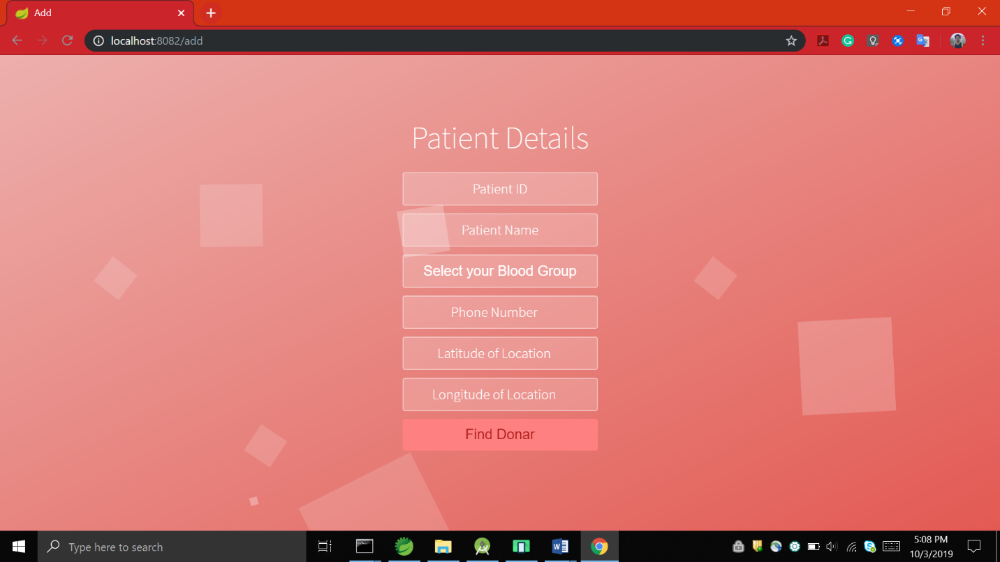 Add
localhost:8082/add
Patient Details
Patient ID
Patient Name
Select your Blood Group
Phone Number
Latitude of Location
Longitude of Location
Find Donar
Type here to search
5:08 PM
10/3/2019